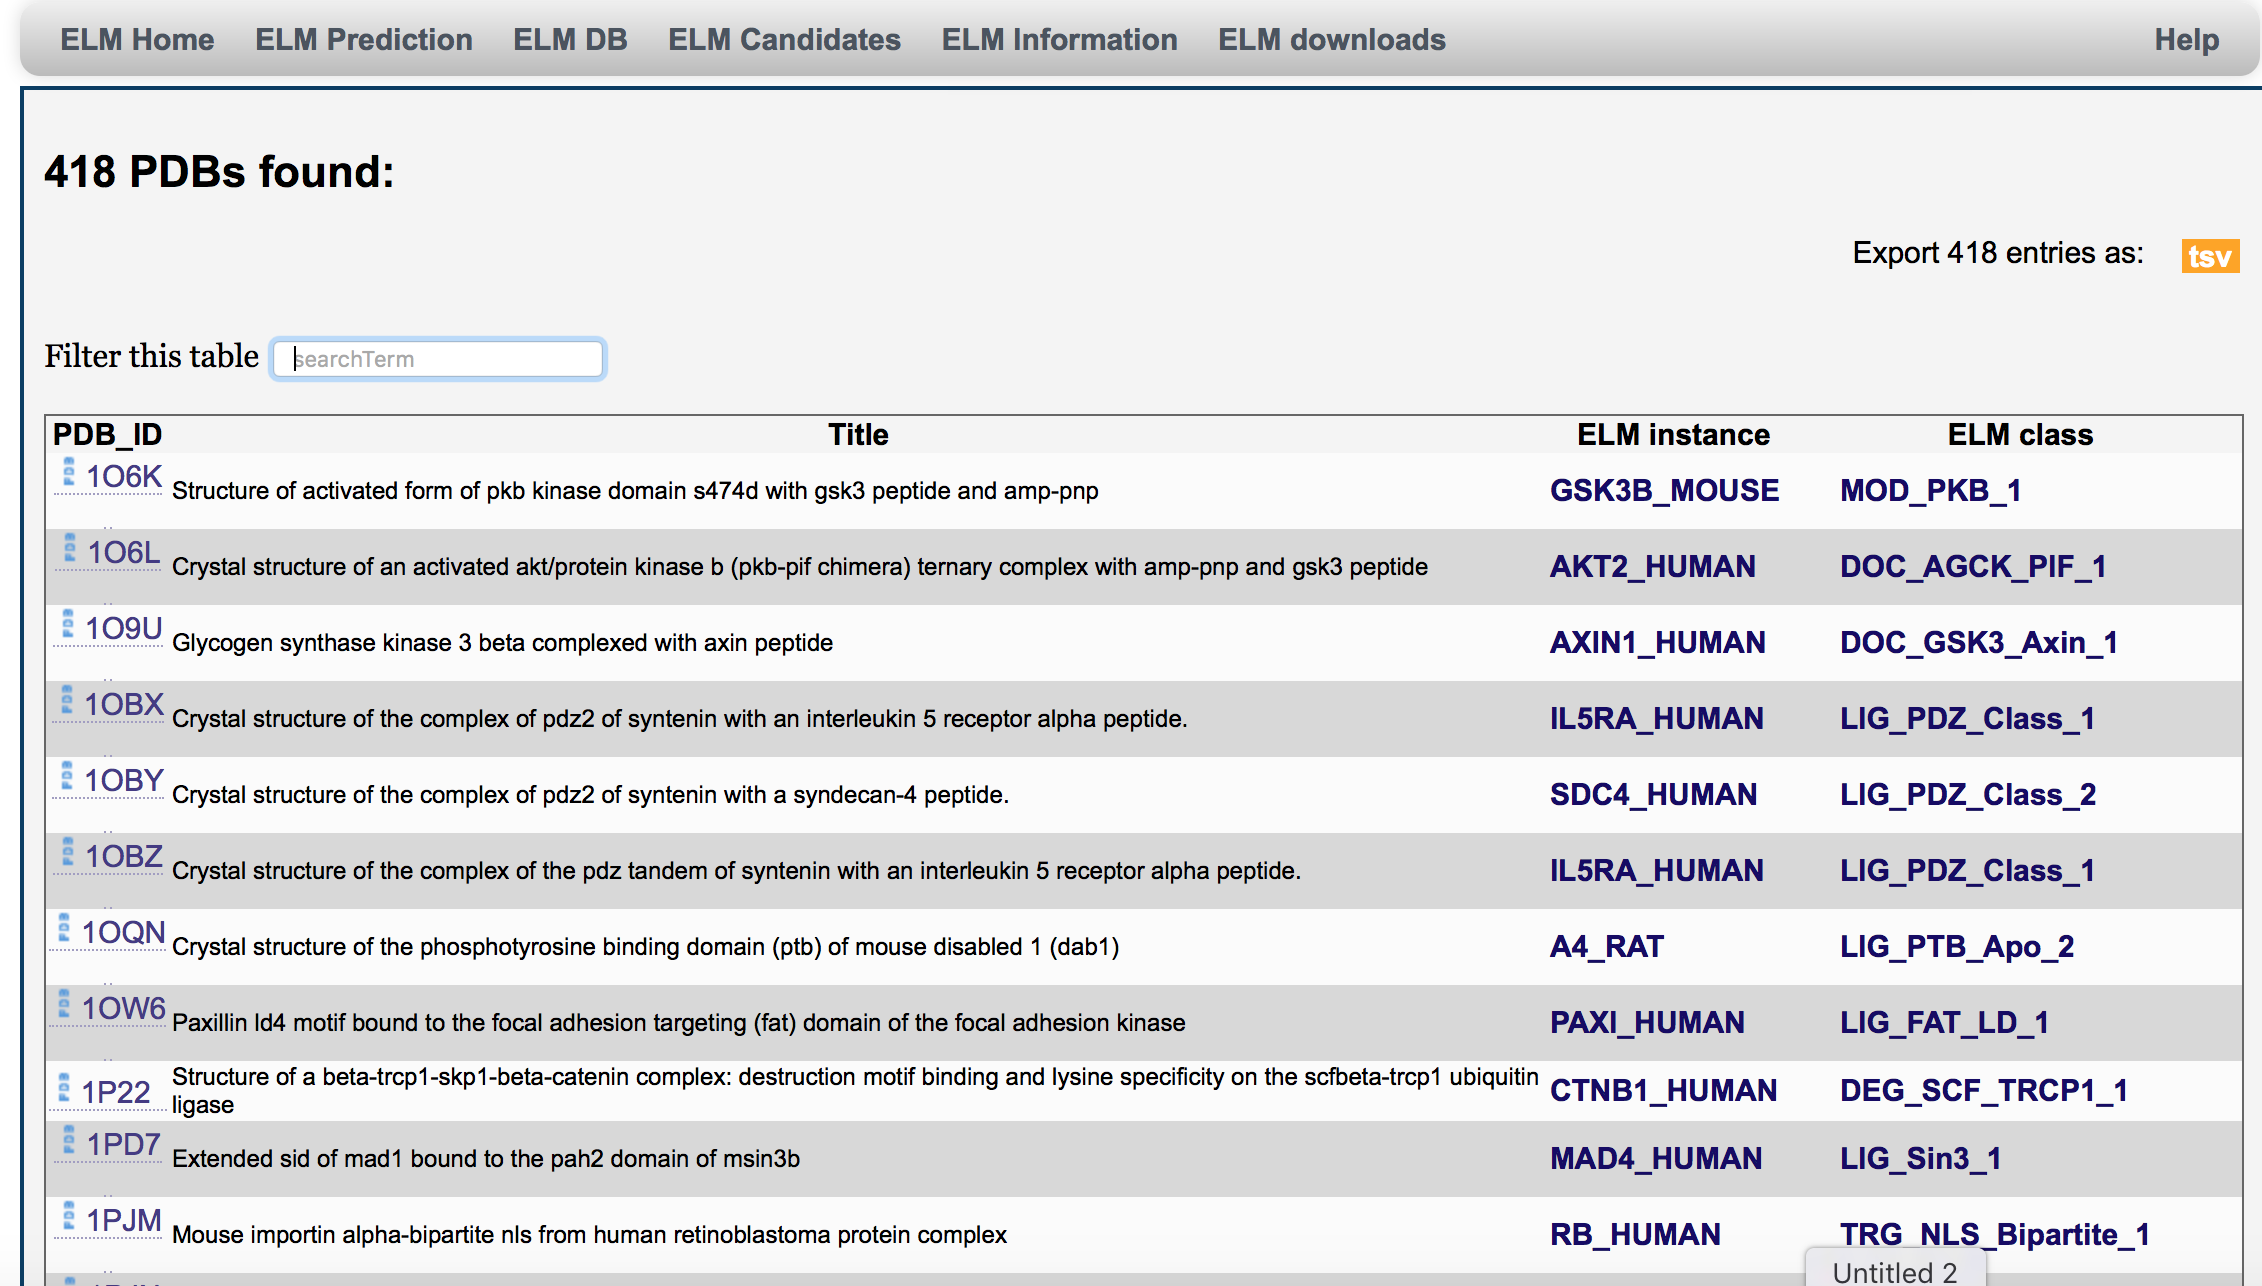 ELM Home ELM Prediction ELM DB ELM Candidates ELM Information ELM downloads Help
418 PDBs found:
Export 418 entries as: tsv
Filter this table searchTerm
PDB_ID Title ELM instance ELM class
PDB 1O6K Structure of activated form of pkb kinase domain s474d with gsk3 peptide and amp-pnp GSK3B_MOUSE MOD_PKB_1
PDB 1O6L Crystal structure of an activated akt/protein kinase b (pkb-pif chimera) ternary complex with amp-pnp and gsk3 peptide AKT2_HUMAN DOC_AGCK_PIF_1
PDB 1O9U Glycogen synthase kinase 3 beta complexed with axin peptide AXIN1_HUMAN DOC_GSK3_Axin_1
PDB 1OBX Crystal structure of the complex of pdz2 of syntenin with an interleukin 5 receptor alpha peptide. IL5RA_HUMAN LIG_PDZ_Class_1
PDB 1OBY Crystal structure of the complex of pdz2 of syntenin with a syndecan-4 peptide. SDC4_HUMAN LIG_PDZ_Class_2
PDB 1OBZ Crystal structure of the complex of the pdz tandem of syntenin with an interleukin 5 receptor alpha peptide. IL5RA_HUMAN LIG_PDZ_Class_1
PDB 1OQN Crystal structure of the phosphotyrosine binding domain (ptb) of mouse disabled 1 (dab1) A4_RAT LIG_PTB_Apo_2
PDB 1OW6 Paxillin ld4 motif bound to the focal adhesion targeting (fat) domain of the focal adhesion kinase PAXI_HUMAN LIG_FAT_LD_1
PDB 1P22 Structure of a beta-trcp1-skp1-beta-catenin complex: destruction motif binding and lysine specificity on the scfbeta-trcp1 ubiquitin CTNB1_HUMAN DEG_SCF_TRCP1_1
ligase
PDB 1PD7 Extended sid of mad1 bound to the pah2 domain of msin3b MAD4_HUMAN LIG_Sin3_1
PDB 1PJM Mouse importin alpha-bipartite nls from human retinoblastoma protein complex RB_HUMAN TRG_NLS_Bipartite_1
Untitled 2